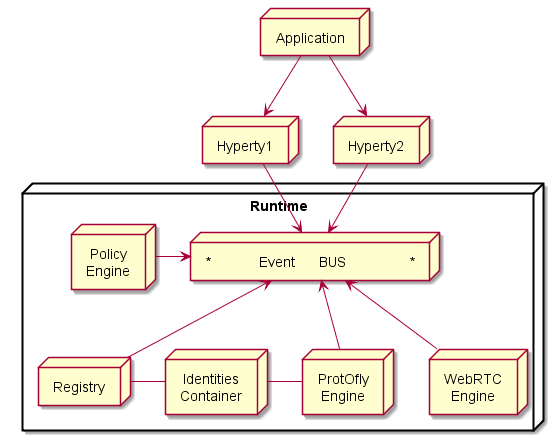 Application
Hyperty1
Hyperty2
Runtime
Policy
Engine
* Event BUS *
Registry
Identities
Container
ProtOfly
Engine
WebRTC
Engine